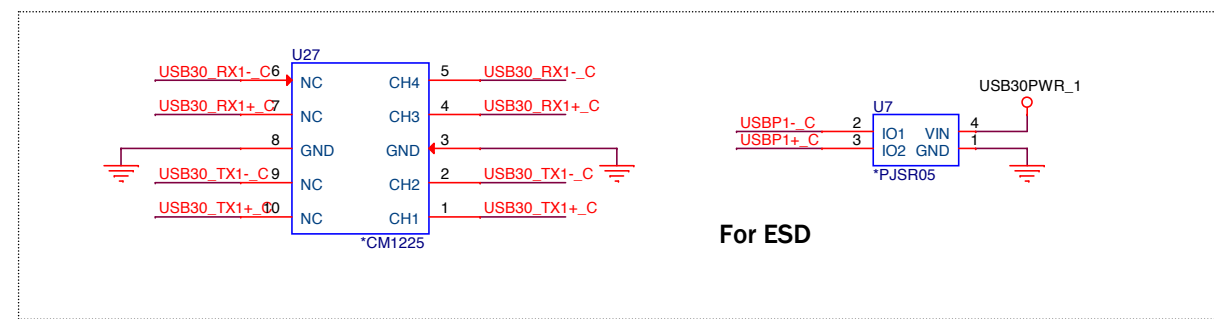 U27
USB30_RX1-_C 6 NC CH4 5 USB30_RX1-_C
USB30_RX1+_C 7 NC CH3 4 USB30_RX1+_C
8 GND GND 3
USB30_TX1-_C 9 NC CH2 2 USB30_TX1-_C
USB30_TX1+_C 10 NC CH1 1 USB30_TX1+_C
*CM1225
USB30PWR_1
U7
USBP1-_C 2 IO1 VIN 4
USBP1+_C 3 IO2 GND 1
*PJSR05
For ESD